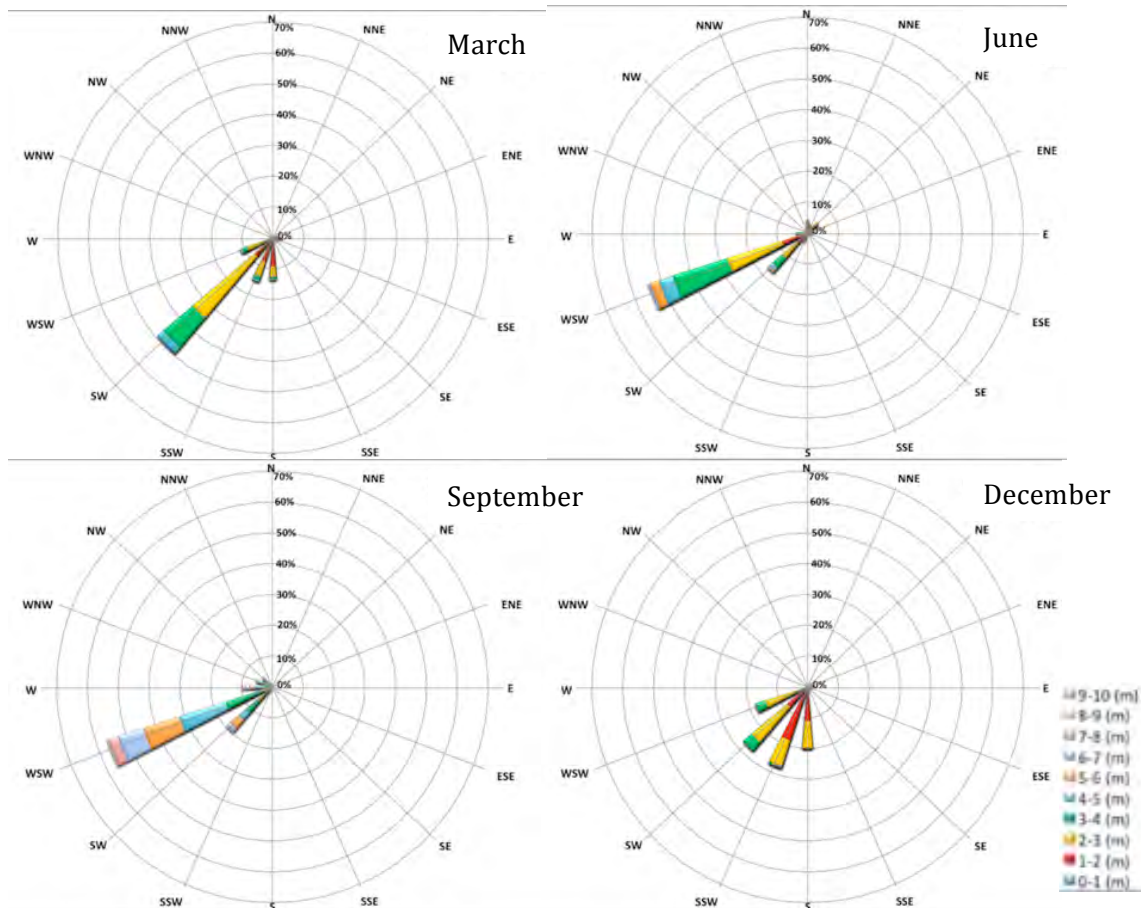 March
N
70%
60%
50%
40%
30%
20%
10%
0%
NNW
NNE
NW
NE
WNW
ENE
W
E
WSW
ESE
SW
SE
SSW
SSE
S
June
N
70%
60%
50%
40%
30%
20%
10%
0%
NNW
NNE
NW
NE
WNW
ENE
W
E
WSW
ESE
SW
SE
SSW
SSE
S
September
N
70%
60%
50%
40%
30%
20%
10%
0%
NNW
NNE
NW
NE
WNW
ENE
W
E
WSW
ESE
SW
SE
SSW
SSE
S
December
N
70%
60%
50%
40%
30%
20%
10%
0%
NNW
NNE
NW
NE
WNW
ENE
W
E
WSW
ESE
SW
SE
SSW
SSE
S
9-10 (m)
8-9 (m)
7-8 (m)
6-7 (m)
5-6 (m)
4-5 (m)
3-4 (m)
2-3 (m)
1-2 (m)
0-1 (m)